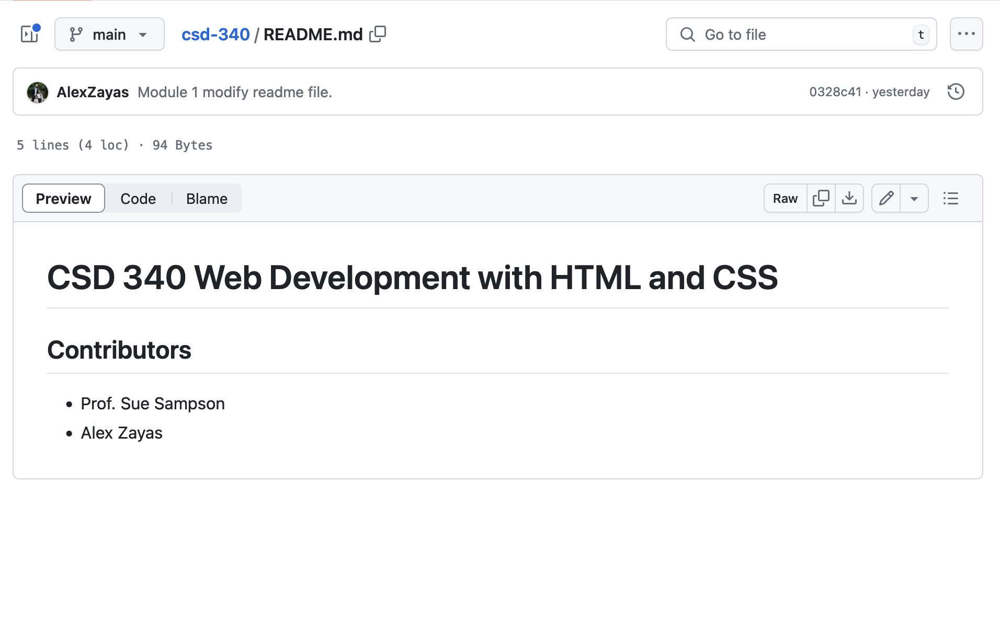 main csd-340 / README.md Go to file t
AlexZayas Module 1 modify readme file. 0328c41 · yesterday
5 lines (4 loc) · 94 Bytes
Preview Code Blame Raw
CSD 340 Web Development with HTML and CSS
Contributors
• Prof. Sue Sampson
• Alex Zayas